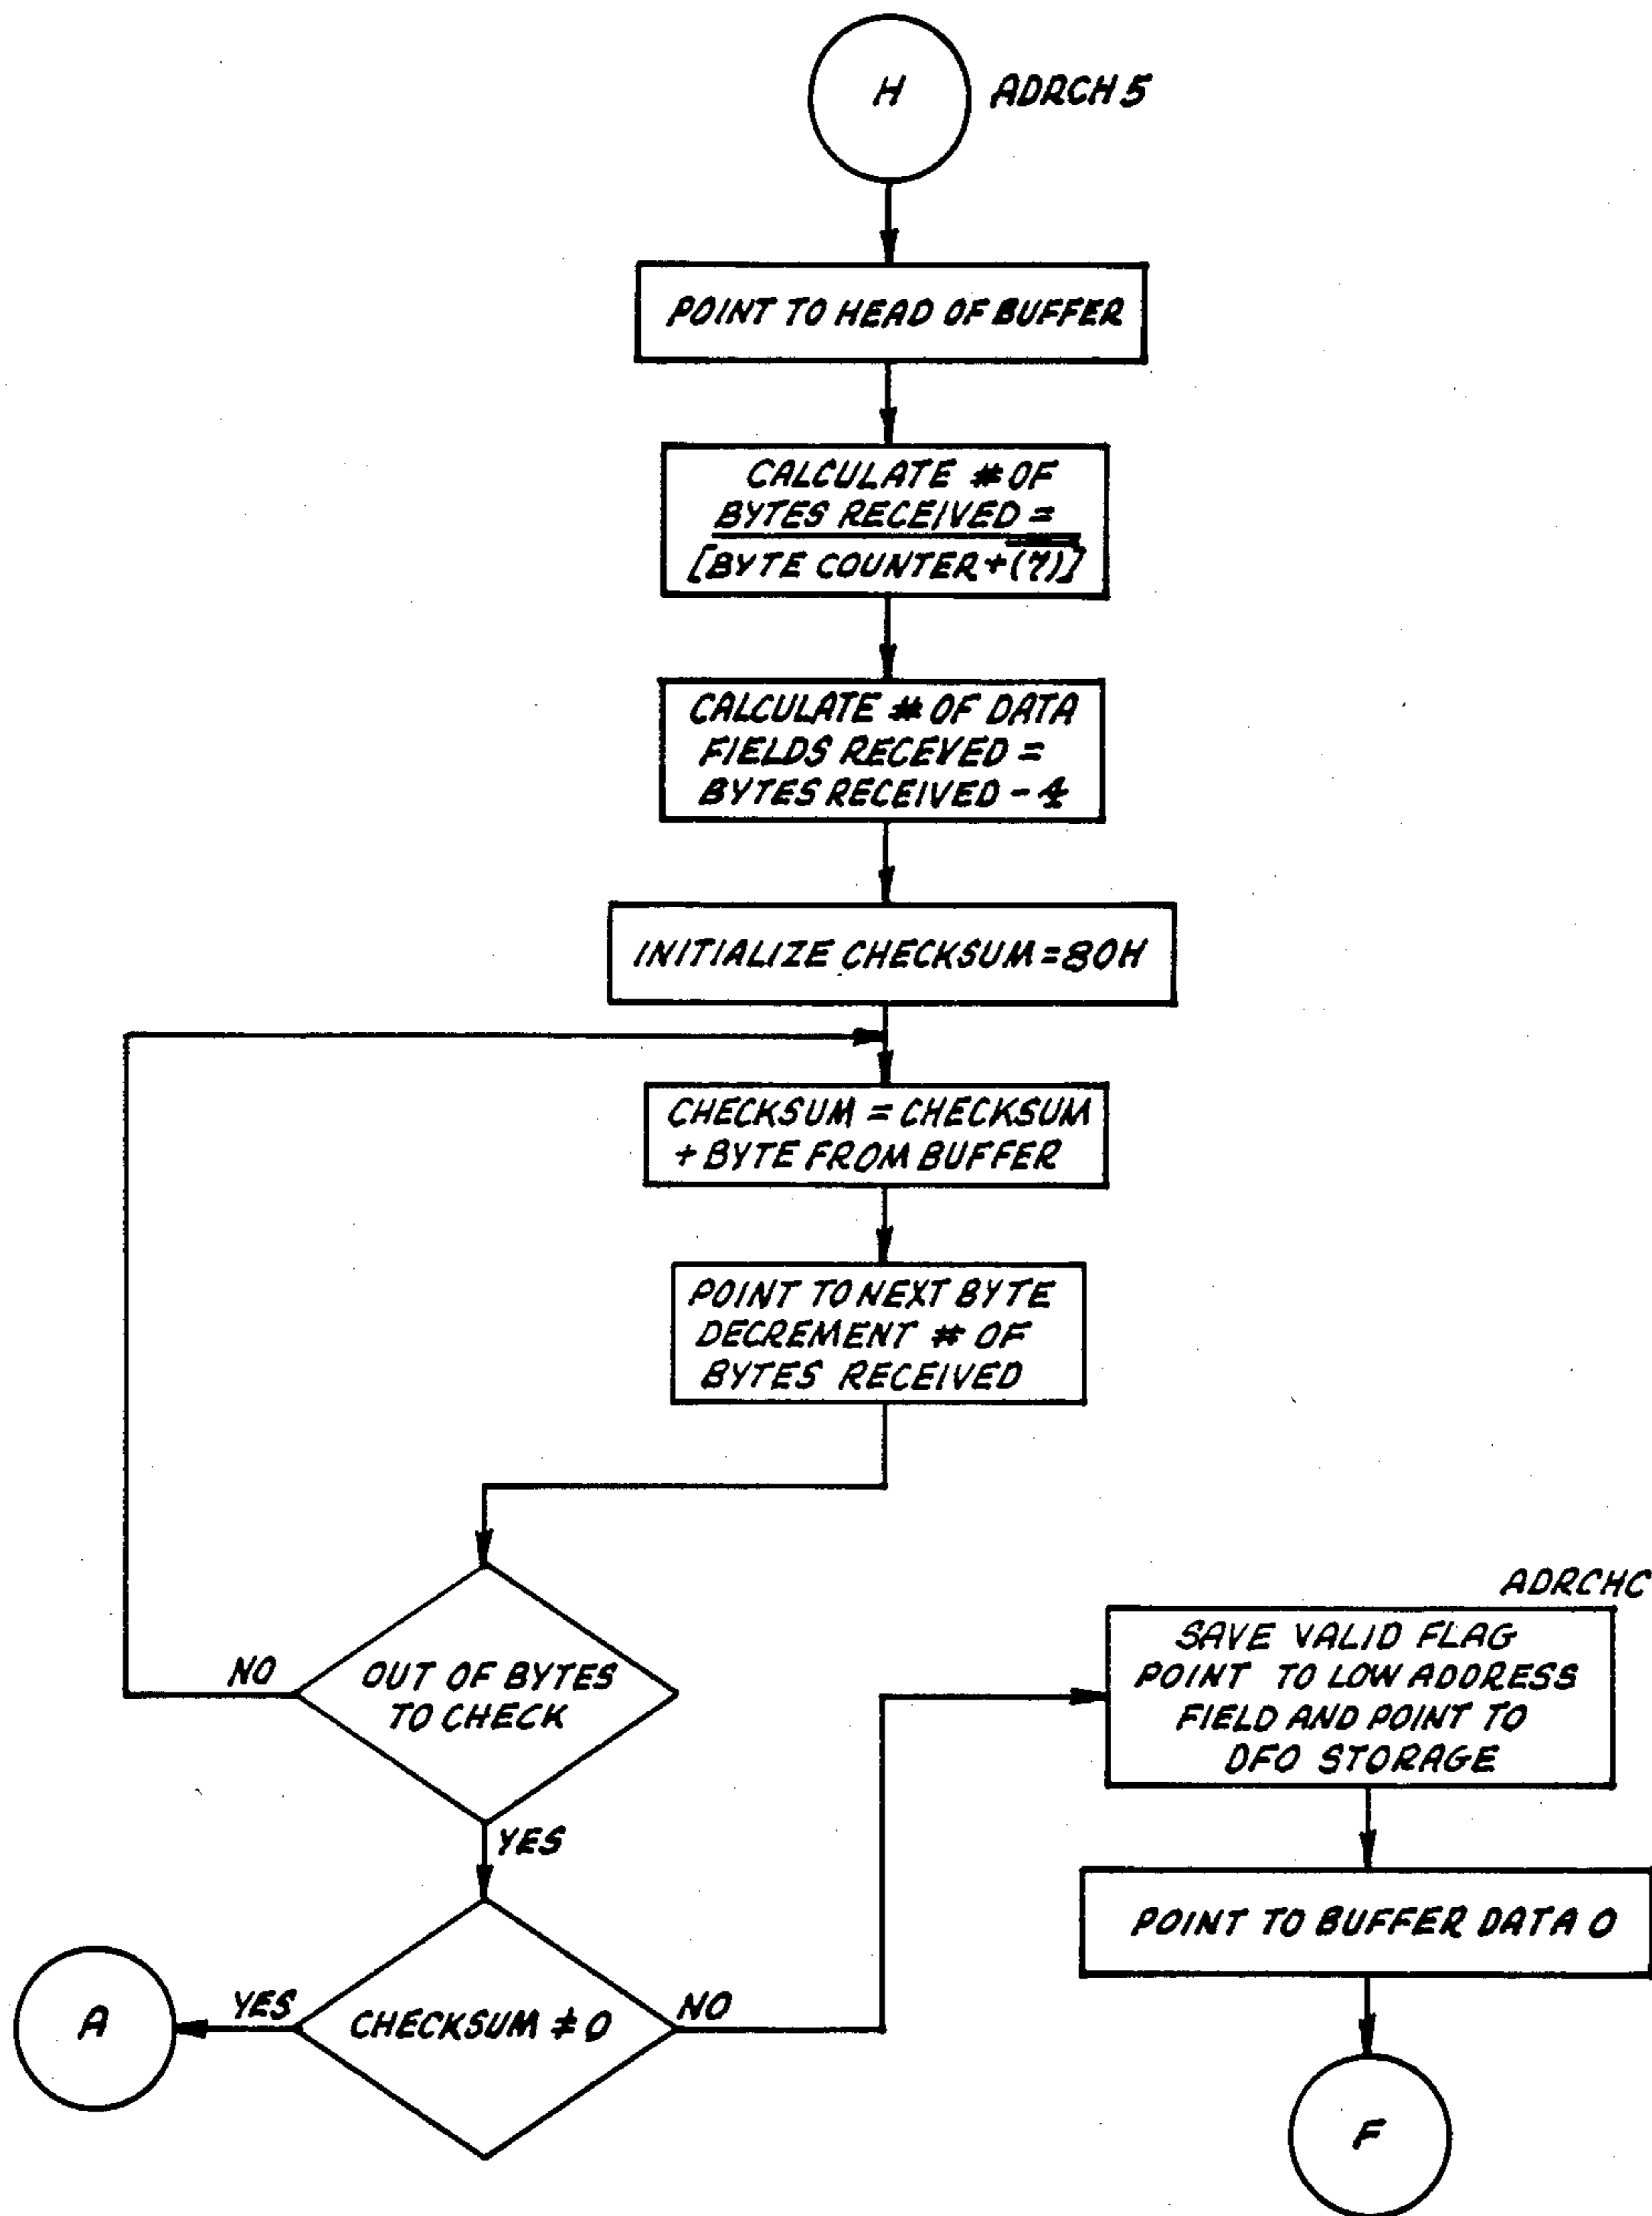 H
ADRCH5
POINT TO HEAD OF BUFFER
CALCULATE # OF
BYTES RECEIVED =
[BYTE COUNTER + (7)]
CALCULATE # OF DATA
FIELDS RECEVED =
BYTES RECEIVED - 4
INITIALIZE CHECKSUM = 80H
CHECKSUM = CHECKSUM
+ BYTE FROM BUFFER
POINT TO NEXT BYTE
DECREMENT # OF
BYTES RECEIVED
OUT OF BYTES
TO CHECK
NO
YES
CHECKSUM ≠ 0
YES
A
NO
ADRCHC
SAVE VALID FLAG
POINT TO LOW ADDRESS
FIELD AND POINT TO
DFO STORAGE
POINT TO BUFFER DATA 0
F